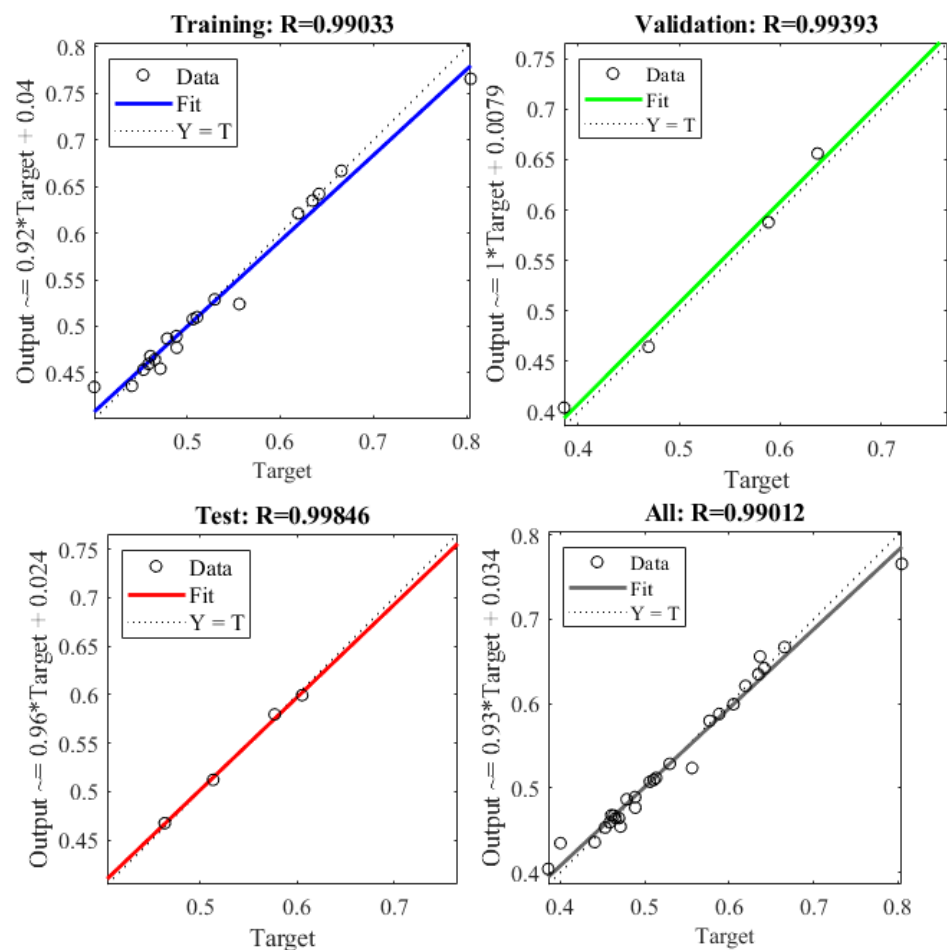 Training: R=0.99033
Output ~= 0.92*Target + 0.04
0.8
0.75
0.7
0.65
0.6
0.55
0.5
0.45
Data
Fit
Y = T
0.5
0.6
0.7
0.8
Target
Validation: R=0.99393
Output ~= 1*Target + 0.0079
0.75
0.7
0.65
0.6
0.55
0.5
0.45
0.4
Data
Fit
Y = T
0.4
0.5
0.6
0.7
Target
Test: R=0.99846
Output ~= 0.96*Target + 0.024
0.75
0.7
0.65
0.6
0.55
0.5
0.45
Data
Fit
Y = T
0.5
0.6
0.7
Target
All: R=0.99012
Output ~= 0.93*Target + 0.034
0.8
0.7
0.6
0.5
0.4
Data
Fit
Y = T
0.4
0.5
0.6
0.7
0.8
Target